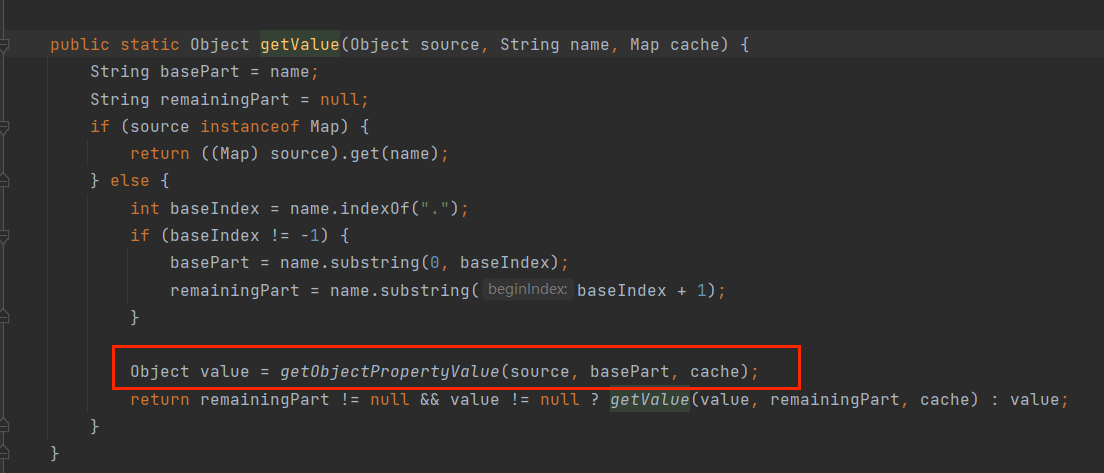 public static Object getValue(Object source, String name, Map cache) {
String basePart = name;
String remainingPart = null;
if (source instanceof Map) {
return ((Map) source).get(name);
} else {
int baseIndex = name.indexOf(".");
if (baseIndex != -1) {
basePart = name.substring(0, baseIndex);
remainingPart = name.substring( beginIndex: baseIndex + 1);
}
Object value = getObjectPropertyValue(source, basePart, cache);
return remainingPart != null && value != null ? getValue(value, remainingPart, cache) : value;
}
}